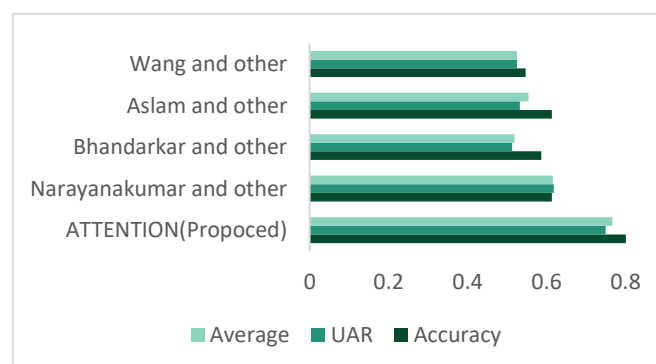 Wang and other
Aslam and other
Bhandarkar and other
Narayanakumar and other
ATTENTION(Propoced)
0 0.2 0.4 0.6 0.8
Average UAR Accuracy